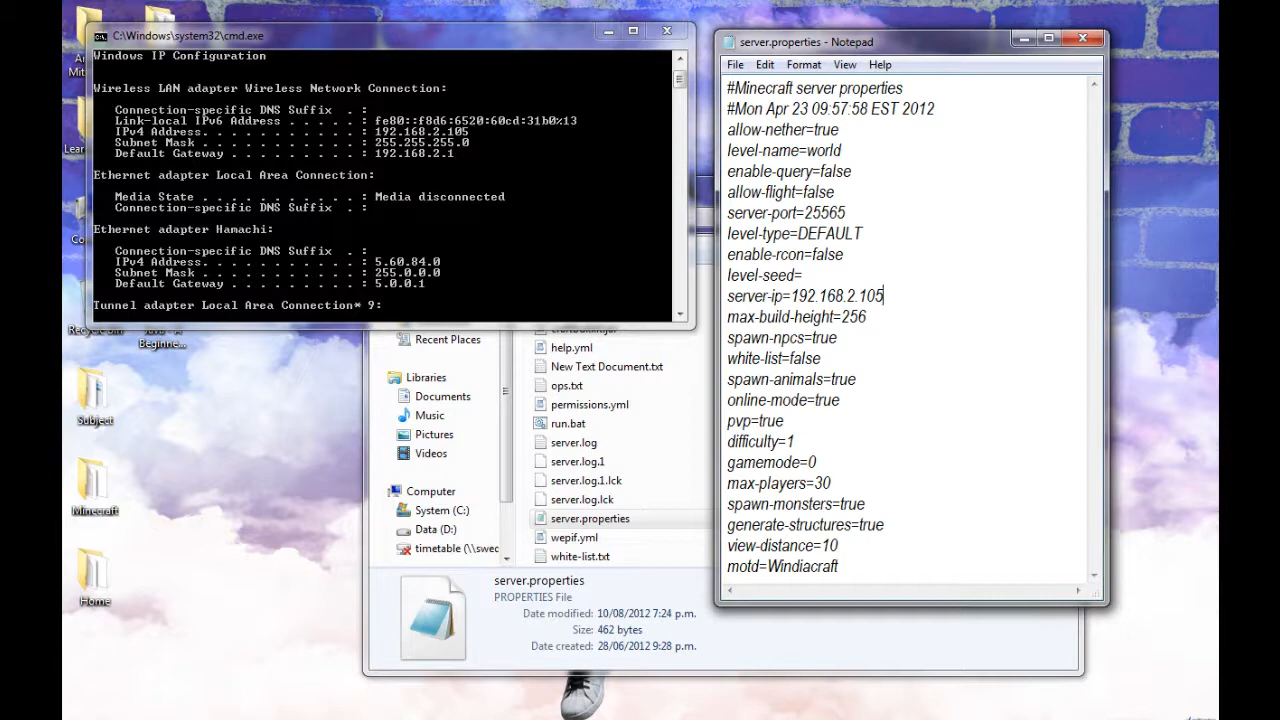 C:\Windows\system32\cmd.exe
Windows IP Configuration
Wireless LAN adapter Wireless Network Connection:
Connection-specific DNS Suffix . :
Link-local IPv6 Address . . . . . : fe80::f8d6:6520:60cd:31b0%13
IPv4 Address. . . . . . . . . . . : 192.168.2.105
Subnet Mask . . . . . . . . . . . : 255.255.255.0
Default Gateway . . . . . . . . . : 192.168.2.1
Ethernet adapter Local Area Connection:
Media State . . . . . . . . . . . : Media disconnected
Connection-specific DNS Suffix . :
Ethernet adapter Hamachi:
Connection-specific DNS Suffix . :
IPv4 Address. . . . . . . . . . . : 5.60.84.0
Subnet Mask . . . . . . . . . . . : 255.0.0.0
Default Gateway . . . . . . . . . : 5.0.0.1
Tunnel adapter Local Area Connection* 9:
server.properties - Notepad
File Edit Format View Help
#Minecraft server properties
#Mon Apr 23 09:57:58 EST 2012
allow-nether=true
level-name=world
enable-query=false
allow-flight=false
server-port=25565
level-type=DEFAULT
enable-rcon=false
level-seed=
server-ip=192.168.2.105
max-build-height=256
spawn-npcs=true
white-list=false
spawn-animals=true
online-mode=true
pvp=true
difficulty=1
gamemode=0
max-players=30
spawn-monsters=true
generate-structures=true
view-distance=10
motd=Windiacraft
Beginne...
Subject
Minecraft
Home
Recent Places
Libraries
Documents
Music
Pictures
Videos
Computer
System (C:)
Data (D:)
timetable (\\swec
help.yml
New Text Document.txt
ops.txt
permissions.yml
run.bat
server.log
server.log.1
server.log.1.lck
server.log.lck
server.properties
wepif.yml
white-list.txt
server.properties
PROPERTIES File
Date modified: 10/08/2012 7:24 p.m.
Size: 462 bytes
Date created: 28/06/2012 9:28 p.m.